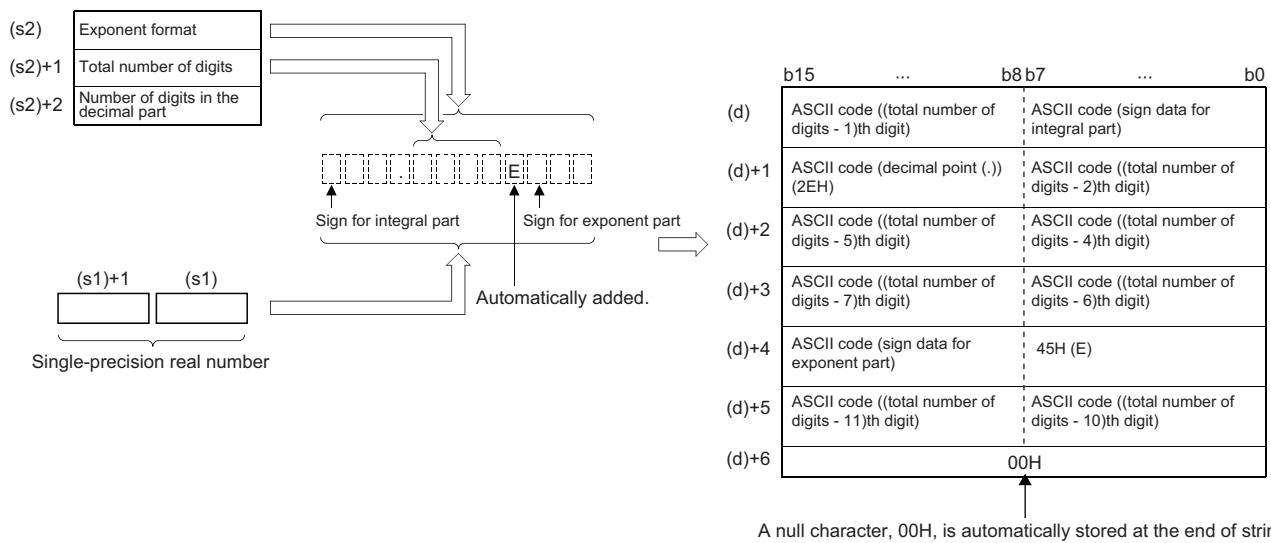 (s2) Exponent format
(s2)+1 Total number of digits
(s2)+2 Number of digits in the
decimal part
. E
Sign for integral part Sign for exponent part
Automatically added.
(s1)+1 (s1)
Single-precision real number
b15 ... b8 b7 ... b0
(d) ASCII code ((total number of
digits - 1)th digit)
ASCII code (sign data for
integral part)
(d)+1 ASCII code (decimal point (.))
(2EH)
ASCII code ((total number of
digits - 2)th digit)
(d)+2 ASCII code ((total number of
digits - 5)th digit)
ASCII code ((total number of
digits - 4)th digit)
(d)+3 ASCII code ((total number of
digits - 7)th digit)
ASCII code ((total number of
digits - 6)th digit)
(d)+4 ASCII code (sign data for
exponent part)
45H (E)
(d)+5 ASCII code ((total number of
digits - 11)th digit)
ASCII code ((total number of
digits - 10)th digit)
(d)+6 00H
A null character, 00H, is automatically stored at the end of